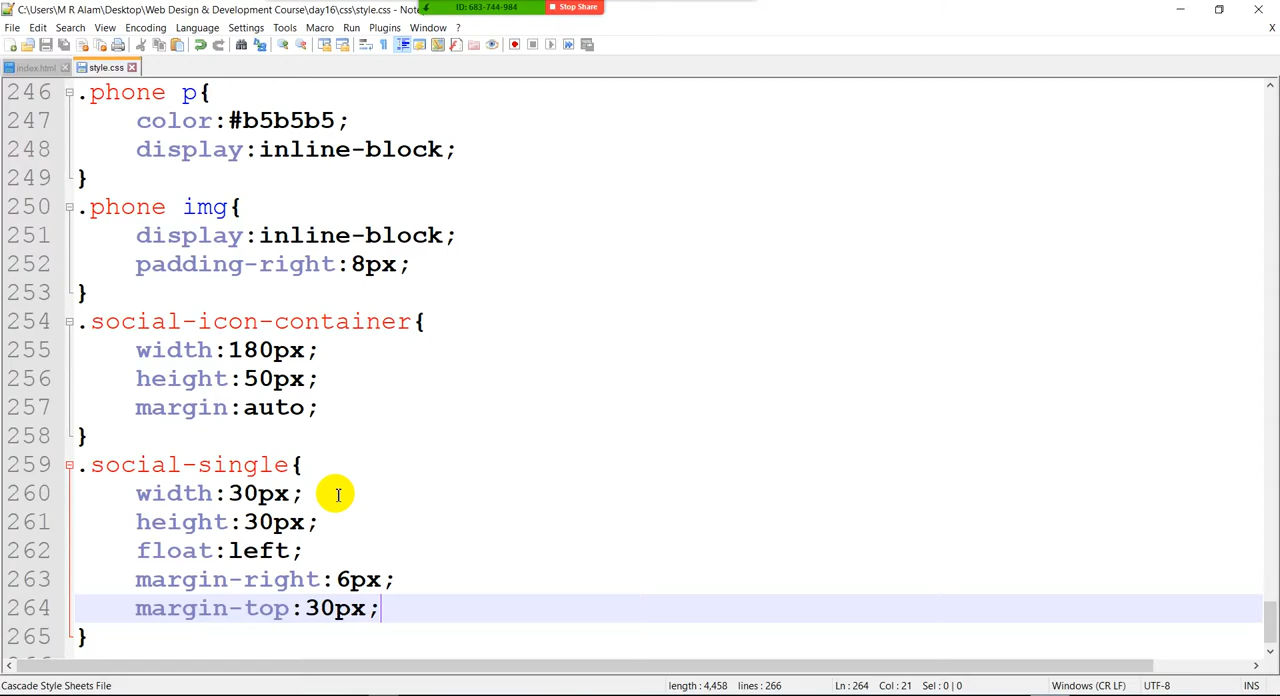 C:\Users\M R Alam\Desktop\Web Design & Development Course\day16\css\style.css - Note
ID: 683-744-984
Stop Share
File Edit Search View Encoding Language Settings Tools Macro Run Plugines Window ?
X
index.html
style.css
246 .phone p{
247 color:#b5b5b5;
248 display:inline-block;
249 }
250 .phone img{
251 display:inline-block;
252 padding-right:8px;
253 }
254 .social-icon-container{
255 width:180px;
256 height:50px;
257 margin:auto;
258 }
259 .social-single{
260 width:30px;
261 height:30px;
262 float:left;
263 margin-right:6px;
264 margin-top:30px;
265 }
Cascade Style Sheets File length : 4,458 lines : 266 Ln : 264 Col : 21 Sel : 0 | 0 Windows (CR LF) UTF-8 INS